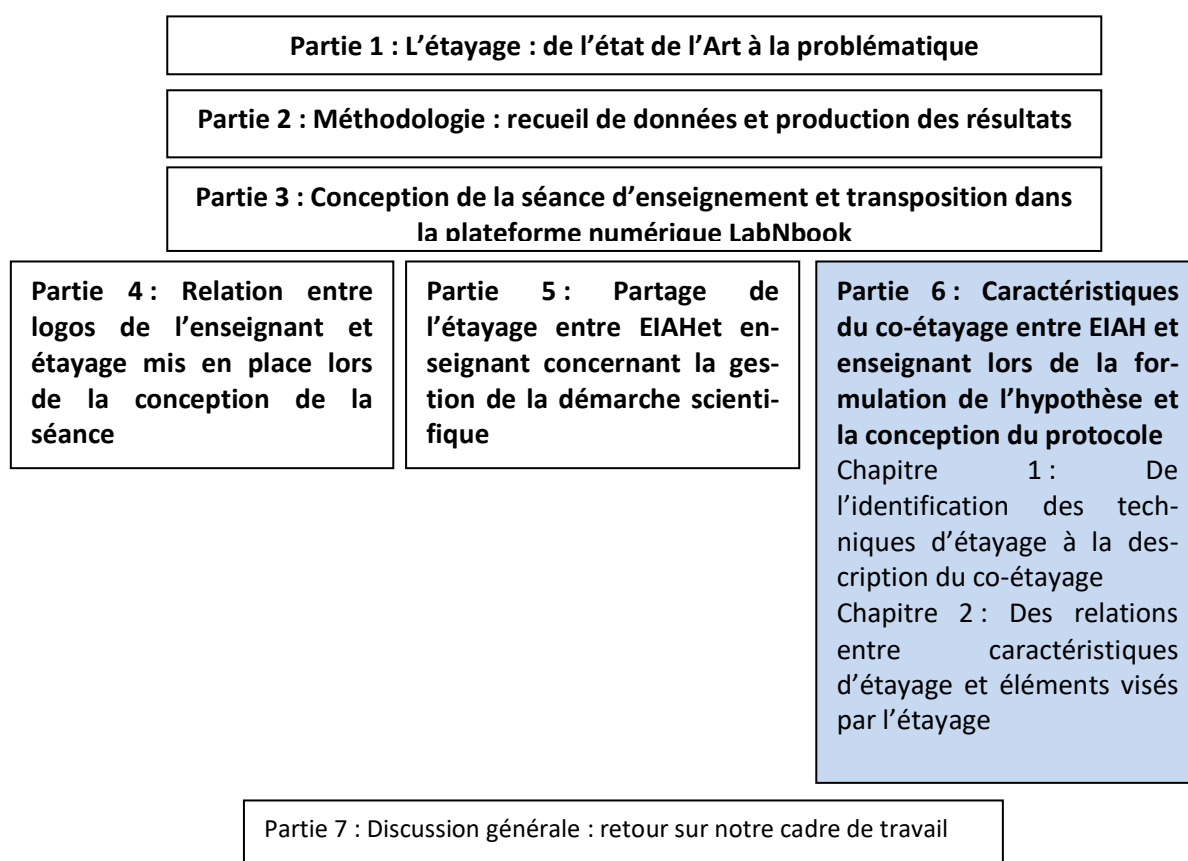 Partie 1 : L’étayage : de l’état de l’Art à la problématique
Partie 2 : Méthodologie : recueil de données et production des résultats
Partie 3 : Conception de la séance d’enseignement et transposition dans
la plateforme numérique LabNbook
Partie 4 : Relation entre
logos de l’enseignant et
étayage mis en place lors
de la conception de la
séance
Partie 5 : Partage de
l’étayage entre EIAHet en-
seignant concernant la ges-
tion de la démarche scienti-
fique
Partie 6 : Caractéristiques
du co-étayage entre EIAH et
enseignant lors de la for-
mulation de l’hypothèse et
la conception du protocole
Chapitre 1 : De
l’identification des tech-
niques d’étayage à la des-
cription du co-étayage
Chapitre 2 : Des relations
entre caractéristiques
d’étayage et éléments visés
par l’étayage
Partie 7 : Discussion générale : retour sur notre cadre de travail